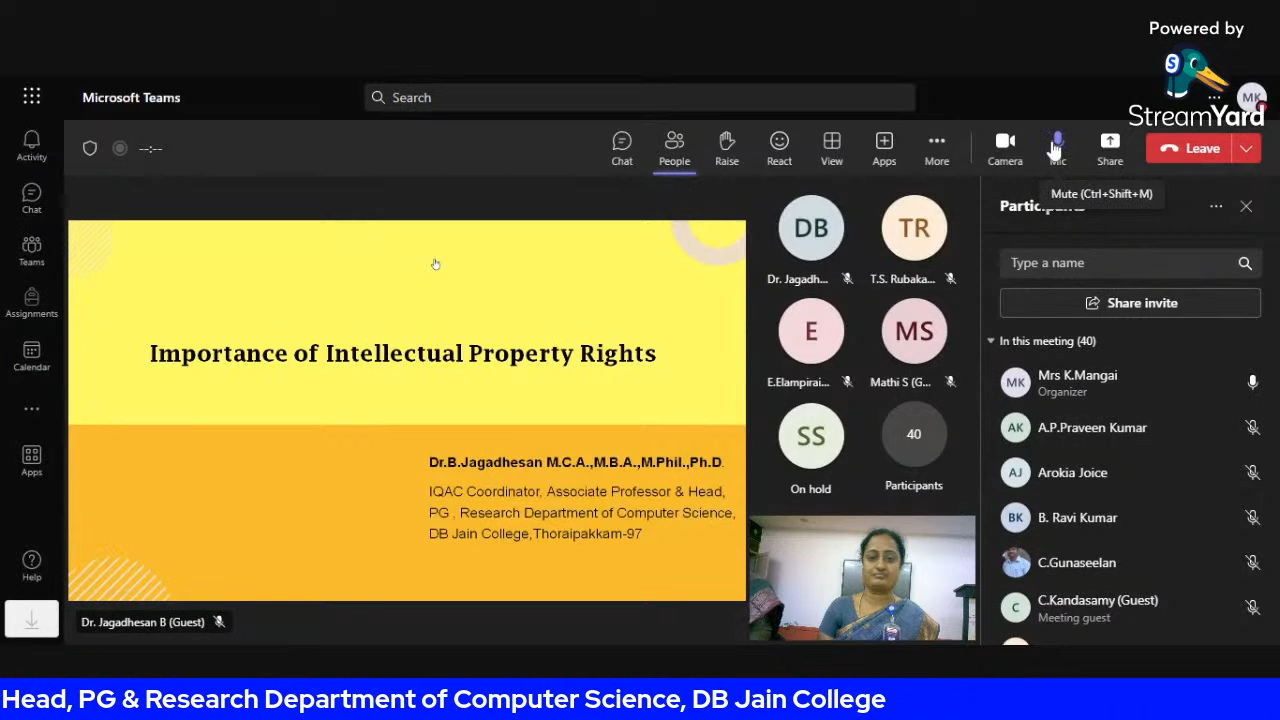 Powered by
StreamYard
Microsoft Teams
Search
MK
Activity
Chat
Teams
Assignments
Calendar
Apps
Help
--:--
Chat
People
Raise
React
View
Apps
More
Camera
Mic
Share
Leave
Mute (Ctrl+Shift+M)
Importance of Intellectual Property Rights
Dr.B.Jagadhesan M.C.A.,M.B.A.,M.Phil.,Ph.D.
IQAC Coordinator, Associate Professor & Head,
PG , Research Department of Computer Science,
DB Jain College,Thoraipakkam-97
Dr. Jagadhesan B (Guest)
DB
Dr. Jagadh...
TR
T.S. Rubaka...
E
E.Elampirai...
MS
Mathi S (G...
SS
On hold
40
Participants
Type a name
Share invite
In this meeting (40)
MK
Mrs K.Mangai
Organizer
AK
A.P.Praveen Kumar
AJ
Arokia Joice
BK
B. Ravi Kumar
C.Gunaseelan
C
C.Kandasamy (Guest)
Meeting guest
Head, PG & Research Department of Computer Science, DB Jain College